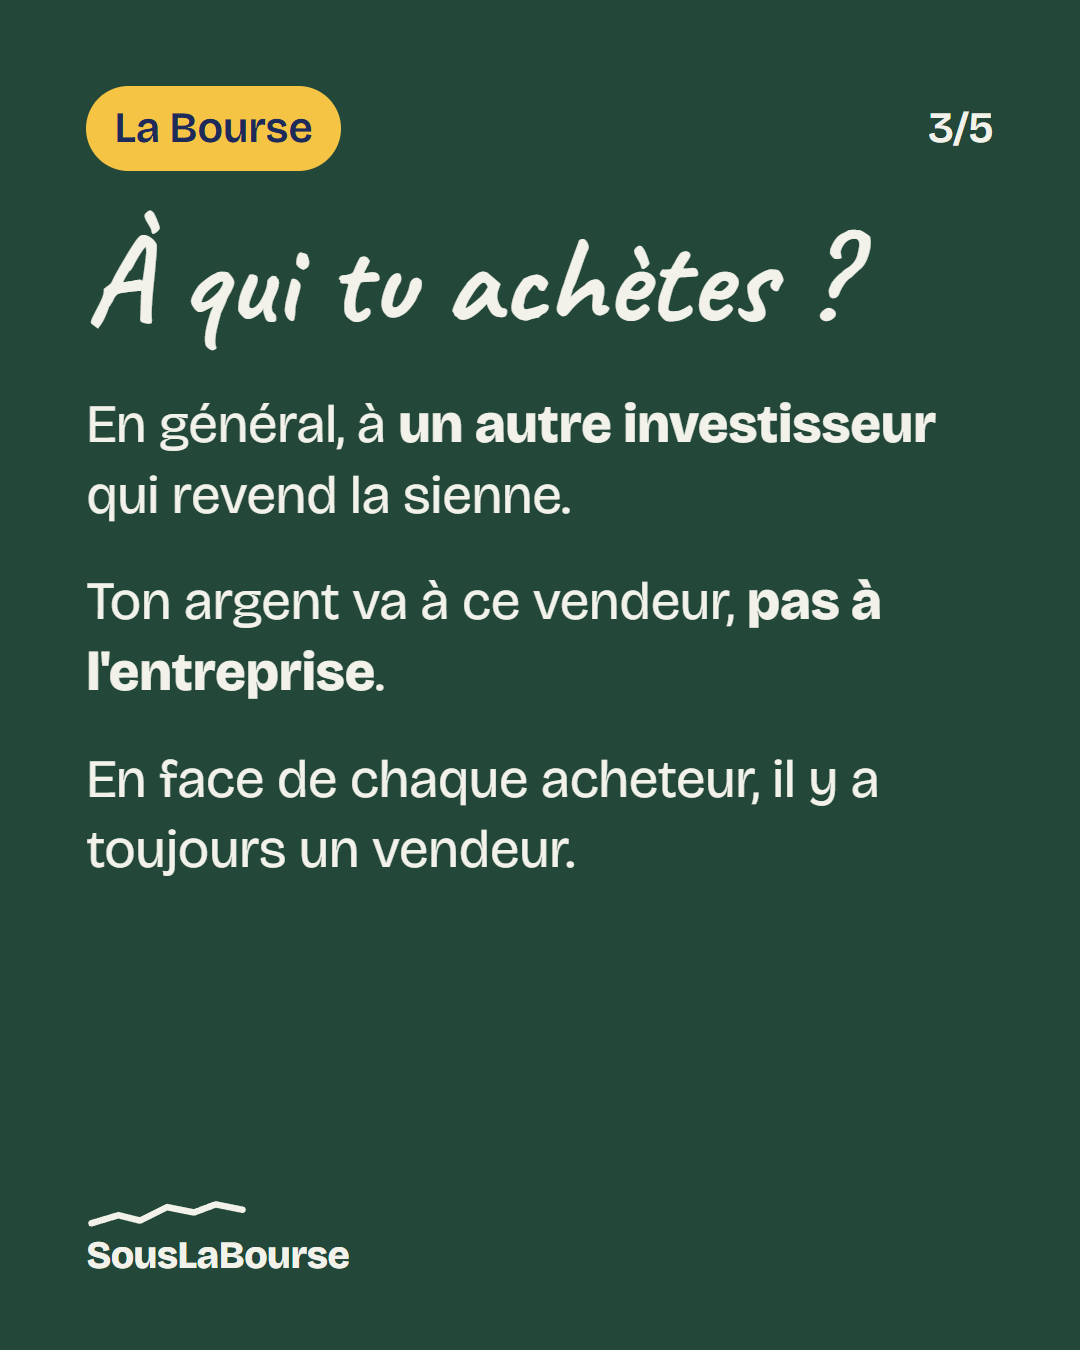 La Bourse
3/5
À qui tu achètes ?
En général, à un autre investisseur
qui revend la sienne.
Ton argent va à ce vendeur, pas à
l'entreprise.
En face de chaque acheteur, il y a
toujours un vendeur.
SousLaBourse